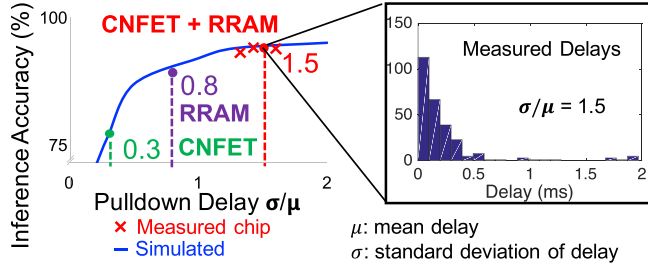 100
Inference Accuracy (%)
75
CNFET + RRAM
1.5
0.8
RRAM
0.3
CNFET
0
1
2
Pulldown Delay σ/μ
× Measured chip
Simulated
150
100
50
0
Measured Delays
σ/μ = 1.5
0 0.5 1 1.5 2
Delay (ms)
μ: mean delay
σ: standard deviation of delay